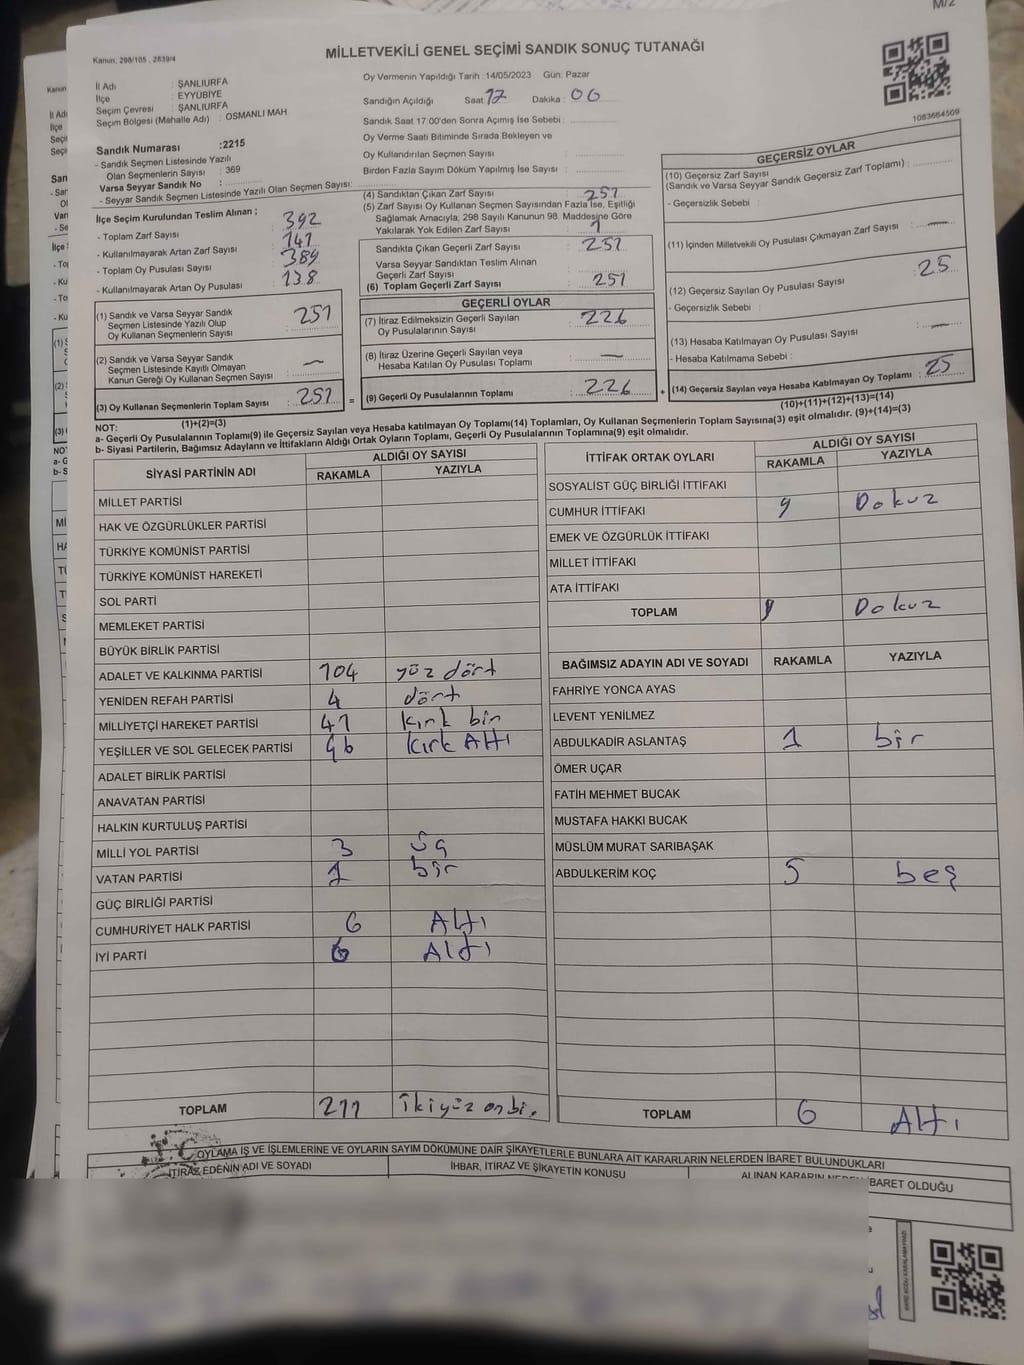 M/2
Kanun, 298/105 , 2839/4
MİLLETVEKİLİ GENEL SEÇİMİ SANDIK SONUÇ TUTANAĞI
İl Adı : ŞANLIURFA
İlçe : EYYÜBİYE
Seçim Çevresi : ŞANLIURFA
Seçim Bölgesi (Mahalle Adı) : OSMANLI MAH
Oy Vermenin Yapıldığı Tarih : 14/05/2023 Gün: Pazar
Sandığın Açıldığı Saat 17 Dakika : 06
Sandık Saat 17.00'den Sonra Açımış İse Sebebi :
Oy Verme Saati Bitiminde Sırada Bekleyen ve
Oy Kullandırılan Seçmen Sayısı :
Birden Fazla Sayım Döküm Yapılmış İse Sayısı :
1083664509
Sandık Numarası :2215
- Sandık Seçmen Listesinde Yazılı
Olan Seçmenlerin Sayısı : 369
Varsa Seyyar Sandık No :
- Seyyar Sandık Seçmen Listesinde Yazılı Olan Seçmen Sayısı:
İlçe Seçim Kurulundan Teslim Alınan ;
- Toplam Zarf Sayısı 392
- Kullanılmayarak Artan Zarf Sayısı 141
- Toplam Oy Pusulası Sayısı 389
- Kullanılmayarak Artan Oy Pusulası 138
(1) Sandık ve Varsa Seyyar Sandık
Seçmen Listesinde Yazılı Olup
Oy Kullanan Seçmenlerin Sayısı 251
(2) Sandık ve Varsa Seyyar Sandık
Seçmen Listesinde Kayıtlı Olmayan
Kanun Gereği Oy Kullanan Seçmen Sayısı : —
(3) Oy Kullanan Seçmenlerin Toplam Sayısı : 251 =
(1)+(2)=(3)
(4) Sandıktan Çıkan Zarf Sayısı : 251
(5) Zarf Sayısı Oy Kullanan Seçmen Sayısından Fazla İse, Eşitliği
Sağlamak Amacıyla, 298 Sayılı Kanunun 98. Maddesine Göre
Yakılarak Yok Edilen Zarf Sayısı : 1
Sandıkta Çıkan Geçerli Zarf Sayısı : 251
Varsa Seyyar Sandıktan Teslim Alınan
Geçerli Zarf Sayısı
(6) Toplam Geçerli Zarf Sayısı : 251
GEÇERLİ OYLAR
(7) İtiraz Edilmeksizin Geçerli Sayılan
Oy Pusulalarının Sayısı : 226
(8) İtiraz Üzerine Geçerli Sayılan veya
Hesaba Katılan Oy Pusulası Toplamı : —
(9) Geçerli Oy Pusulalarının Toplamı : 226 +
GEÇERSİZ OYLAR
(10) Geçersiz Zarf Sayısı
(Sandık ve Varsa Seyyar Sandık Geçersiz Zarf Toplamı) :
- Geçersizlik Sebebi :
(11) İçinden Milletvekili Oy Pusulası Çıkmayan Zarf Sayısı : —
(12) Geçersiz Sayılan Oy Pusulası Sayısı : 25
- Geçersizlik Sebebi :
(13) Hesaba Katılmayan Oy Pusulası Sayısı : —
- Hesaba Katılmama Sebebi :
(14) Geçersiz Sayılan veya Hesaba Katılmayan Oy Toplamı : 25
(10)+(11)+(12)+(13)=(14)
NOT:
a- Geçerli Oy Pusulalarının Toplamı(9) ile Geçersiz Sayılan veya Hesaba katılmayan Oy Toplamı(14) Toplamları, Oy Kullanan Seçmenlerin Toplam Sayısına(3) eşit olmalıdır. (9)+(14)=(3)
b- Siyasi Partilerin, Bağımsız Adayların ve İttifakların Aldığı Ortak Oyların Toplamı, Geçerli Oy Pusulalarının Toplamına(9) eşit olmalıdır.
SİYASİ PARTİNİN ADI ALDIĞI OY SAYISI
RAKAMLA YAZIYLA
MİLLET PARTİSİ
HAK VE ÖZGÜRLÜKLER PARTİSİ
TÜRKİYE KOMÜNİST PARTİSİ
TÜRKİYE KOMÜNİST HAREKETİ
SOL PARTİ
MEMLEKET PARTİSİ
BÜYÜK BİRLİK PARTİSİ
ADALET VE KALKINMA PARTİSİ 104 yüz dört
YENİDEN REFAH PARTİSİ 4 dört
MİLLİYETÇİ HAREKET PARTİSİ 41 kırk bir
YEŞİLLER VE SOL GELECEK PARTİSİ 46 kırk Altı
ADALET BİRLİK PARTİSİ
ANAVATAN PARTİSİ
HALKIN KURTULUŞ PARTİSİ
MİLLİ YOL PARTİSİ 3 üç
VATAN PARTİSİ 1 bir
GÜÇ BİRLİĞİ PARTİSİ
CUMHURİYET HALK PARTİSİ 6 Altı
İYİ PARTİ 6 Altı
TOPLAM 211 ikiyüz onbir
İTTİFAK ORTAK OYLARI ALDIĞI OY SAYISI
RAKAMLA YAZIYLA
SOSYALİST GÜÇ BİRLİĞİ İTTİFAKI
CUMHUR İTTİFAKI 9 Dokuz
EMEK VE ÖZGÜRLÜK İTTİFAKI
MİLLET İTTİFAKI
ATA İTTİFAKI
TOPLAM 9 Dokuz
BAĞIMSIZ ADAYIN ADI VE SOYADI RAKAMLA YAZIYLA
FAHRİYE YONCA AYAS
LEVENT YENİLMEZ
ABDULKADİR ASLANTAŞ 1 bir
ÖMER UÇAR
FATİH MEHMET BUCAK
MUSTAFA HAKKI BUCAK
MÜSLÜM MURAT SARIBAŞAK
ABDULKERİM KOÇ 5 beş
TOPLAM 6 Altı
OYLAMA İŞ VE İŞLEMLERİNE VE OYLARIN SAYIM DÖKÜMÜNE DAİR ŞİKAYETLERLE BUNLARA AİT KARARLARIN NELERDEN İBARET BULUNDUKLARI
İTİRAZ EDENİN ADI VE SOYADI İHBAR, İTİRAZ VE ŞİKAYETİN KONUSU ALINAN KARARIN NEDEN İBARET OLDUĞU